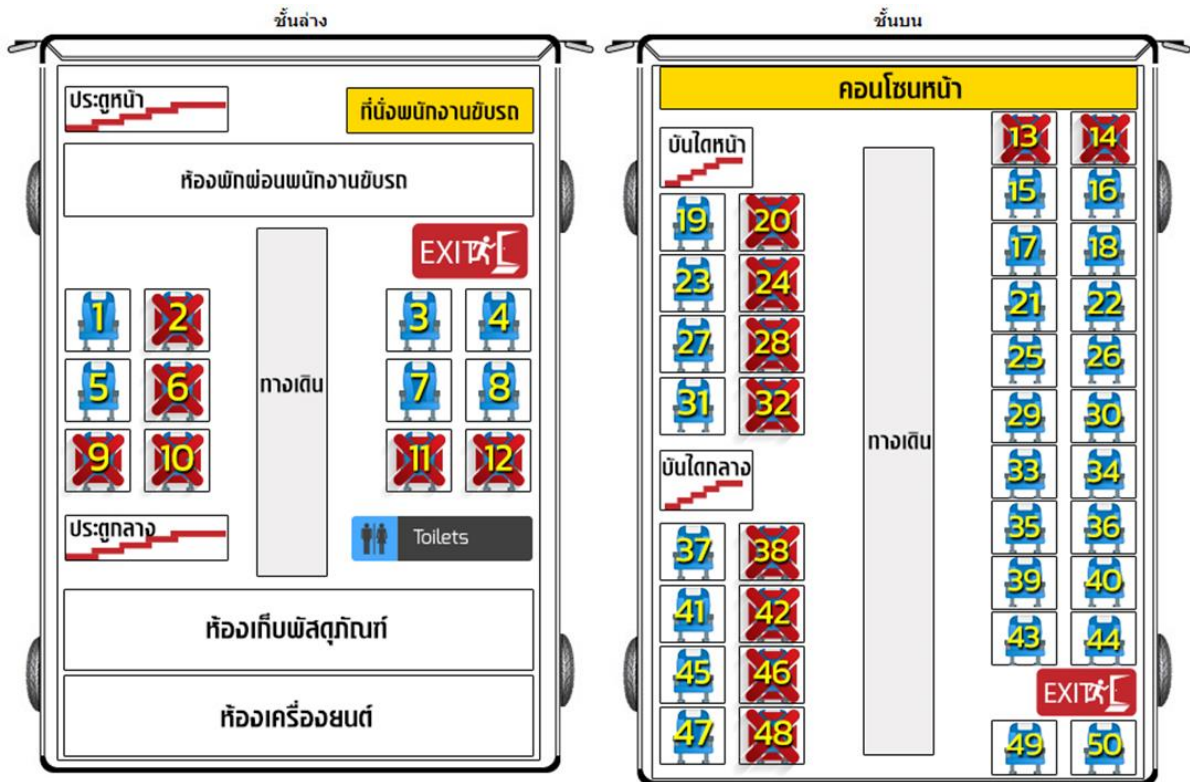 ชั้นล่าง
ประตูหน้า
ที่นั่งพนักงานขับรถ
ห้องพักผ่อนพนักงานขับรถ
EXIT
1 2 3 4
5 6 ทางเดิน 7 8
9 10 11 12
ประตูกลาง
Toilets
ห้องเก็บพัสดุภัณฑ์
ห้องเครื่องยนต์
ชั้นบน
คอนโซนหน้า
13 14
บันไดหน้า
15 16
19 20
17 18
23 24
21 22
27 28
25 26
31 32
29 30
ทางเดิน
บันไดกลาง
33 34
35 36
37 38
39 40
41 42
43 44
45 46
EXIT
47 48
49 50